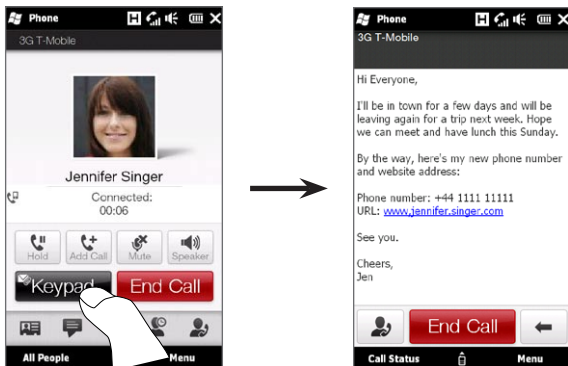 Phone
3G T-Mobile
Jennifer Singer
Connected:
00:06
Hold Add Call Mute Speaker
Keypad End Call
All People Menu
Phone
3G T-Mobile
Hi Everyone,
I'll be in town for a few days and will be
leaving again for a trip next week. Hope
we can meet and have lunch this Sunday.
By the way, here's my new phone number
and website address:
Phone number: +44 1111 11111
URL: www.jennifer.singer.com
See you.
Cheers,
Jen
End Call
Call Status Menu